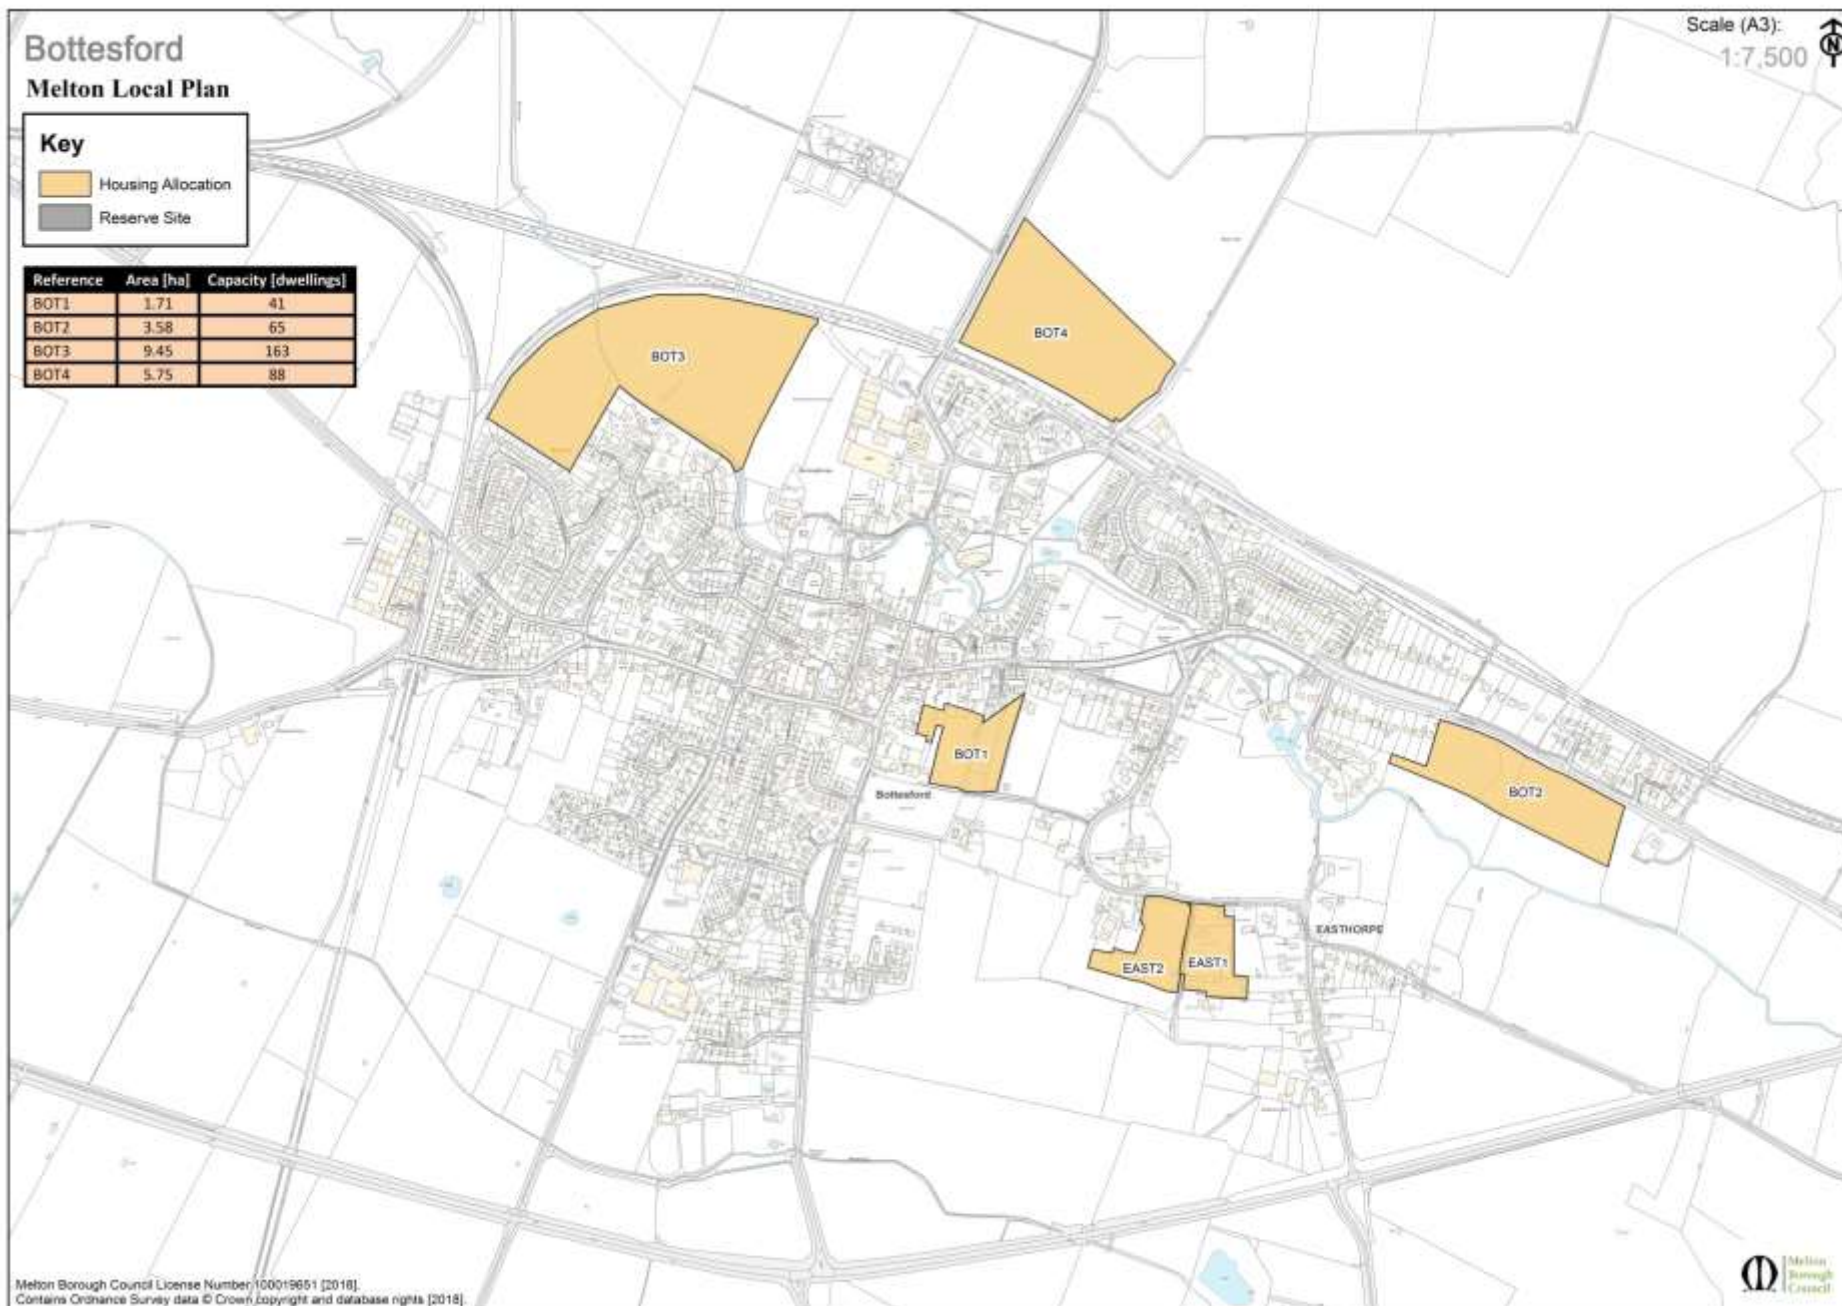 Bottesford
Melton Local Plan
Scale (A3):
1:7,500
N
Key
Housing Allocation
Reserve Site
Reference Area [ha] Capacity [dwellings]
BOT1 1.71 41
BOT2 3.58 65
BOT3 9.45 163
BOT4 5.75 88
BOT4
BOT3
BOT1
Bottesford
BOT2
EASTHORPE
EAST2 EAST1
Melton Borough Council License Number 100019651 [2018].
Contains Ordnance Survey data © Crown copyright and database rights [2018].
Melton
Borough
Council